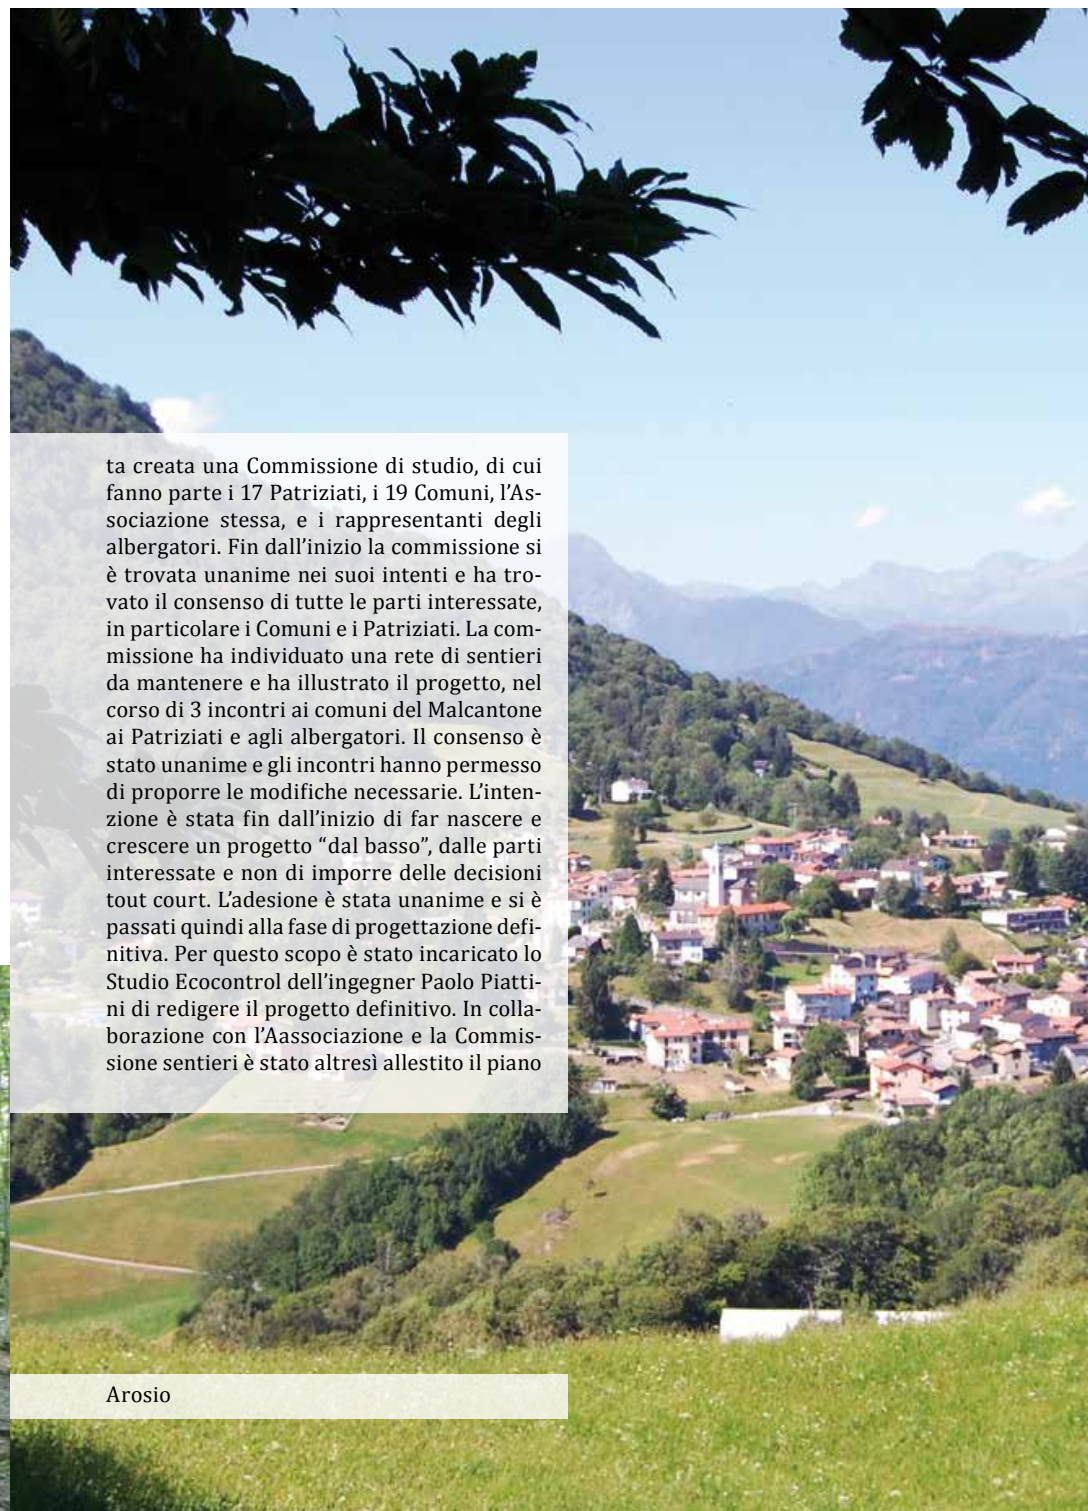 ta creata una Commissione di studio, di cui
fanno parte i 17 Patriziati, i 19 Comuni, l’As-
sociazione stessa, e i rappresentanti degli
albergatori. Fin dall’inizio la commissione si
è trovata unanime nei suoi intenti e ha tro-
vato il consenso di tutte le parti interessate,
in particolare i Comuni e i Patriziati. La com-
missione ha individuato una rete di sentieri
da mantenere e ha illustrato il progetto, nel
corso di 3 incontri ai comuni del Malcantone
ai Patriziati e agli albergatori. Il consenso è
stato unanime e gli incontri hanno permesso
di proporre le modifiche necessarie. L’inten-
zione è stata fin dall’inizio di far nascere e
crescere un progetto “dal basso”, dalle parti
interessate e non di imporre delle decisioni
tout court. L’adesione è stata unanime e si è
passati quindi alla fase di progettazione defi-
nitiva. Per questo scopo è stato incaricato lo
Studio Ecocontrol dell’ingegner Paolo Piatti-
ni di redigere il progetto definitivo. In colla-
borazione con l’Aassociazione e la Commis-
sione sentieri è stato altresì allestito il piano
Arosio